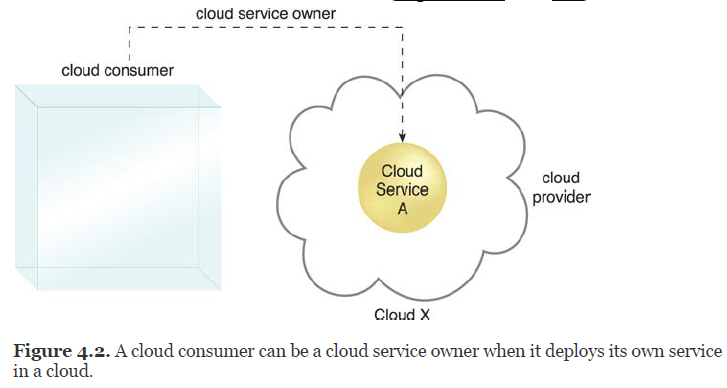 cloud service owner
cloud consumer
Cloud
Service
A
cloud
provider
Cloud X
Figure 4.2. A cloud consumer can be a cloud service owner when it deploys its own service
in a cloud.